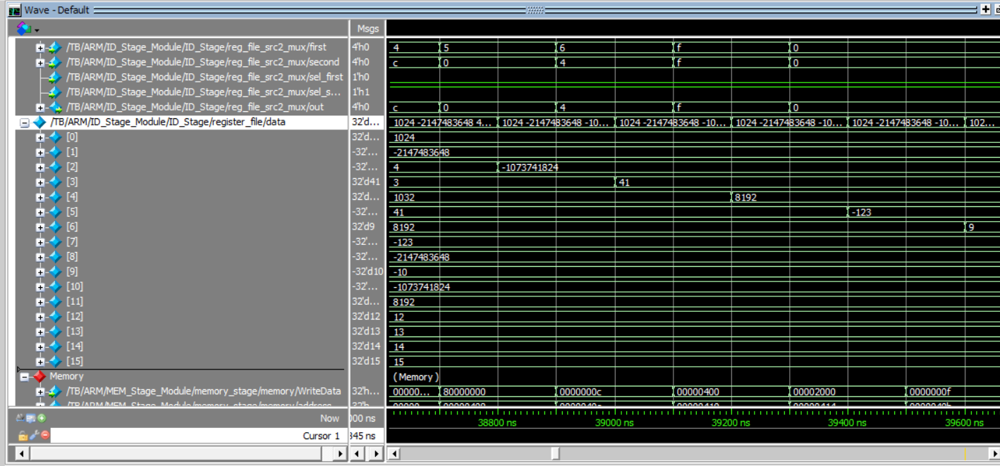 Wave - Default
Msgs
/TB/ARM/ID_Stage_Module/ID_Stage/reg_file_src2_mux/first 4'h0 4 5 6 f 0
/TB/ARM/ID_Stage_Module/ID_Stage/reg_file_src2_mux/second 4'h0 c 0 4 f 0
/TB/ARM/ID_Stage_Module/ID_Stage/reg_file_src2_mux/sel_first 1'h0
/TB/ARM/ID_Stage_Module/ID_Stage/reg_file_src2_mux/sel_s... 1'h1
/TB/ARM/ID_Stage_Module/ID_Stage/reg_file_src2_mux/out 4'h0 c 0 4 f 0
/TB/ARM/ID_Stage_Module/ID_Stage/register_file/data 32'd... 1024 -2147483648 4... 1024 -2147483648 -10... 1024 -2147483648 -10... 1024 -2147483648 -10... 1024 -2147483648 -10... 102...
[0] 32'd... 1024
[1] -32'... -2147483648
[2] -32'... 4 -1073741824
[3] 32'd41 3 41
[4] 32'd... 1032 8192
[5] -32'... 41 -123
[6] 32'd9 8192 9
[7] -32'... -123
[8] -32'... -2147483648
[9] -32'd10 -10
[10] -32'... -1073741824
[11] 32'd... 8192
[12] 32'd12 12
[13] 32'd13 13
[14] 32'd14 14
[15] 32'd15 15
Memory (Memory)
/TB/ARM/MEM_Stage_Module/memory_stage/memory/WriteData 32'h... 00000... 80000000 0000000c 00000400 00002000 0000000f
/TB/ARM/MEM_Stage_Module/memory_stage/memory/address
Now 000 ns
38800 ns 39000 ns 39200 ns 39400 ns 39600 ns
Cursor 1 345 ns